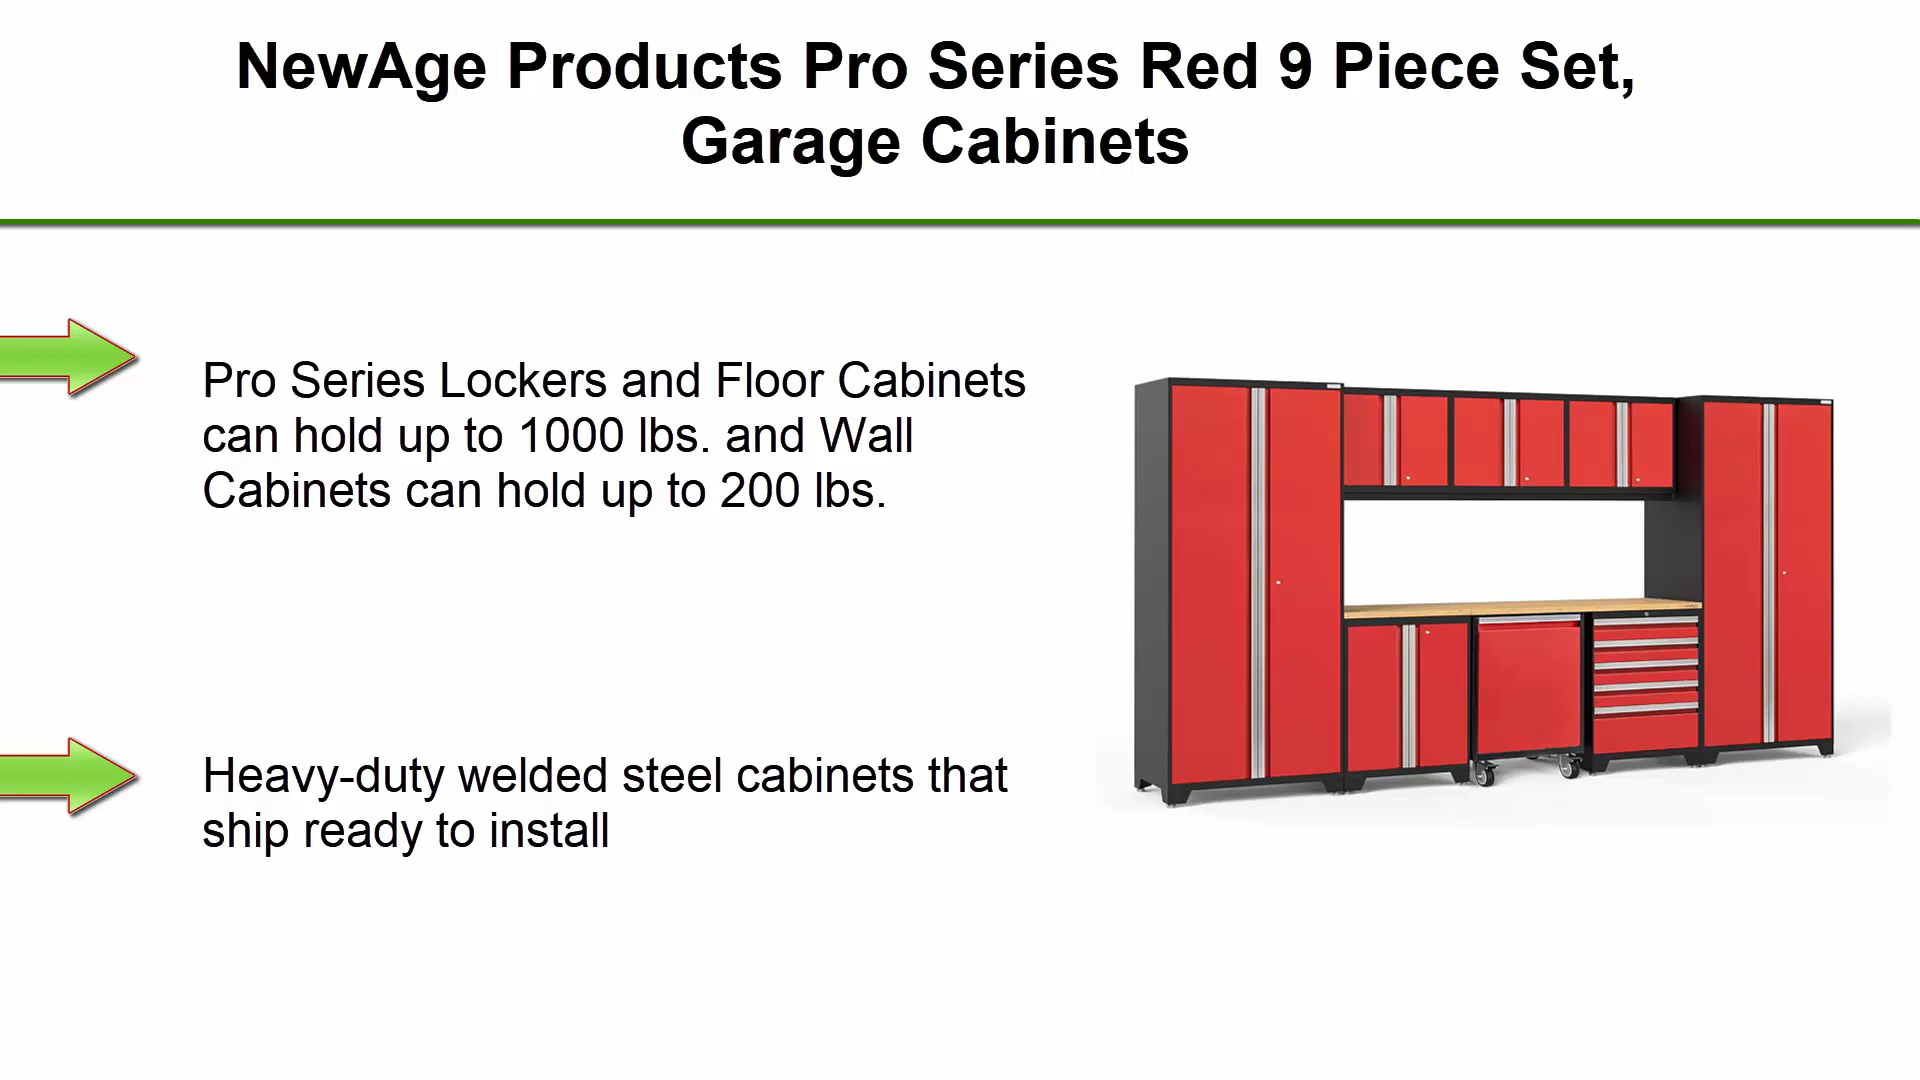 NewAge Products Pro Series Red 9 Piece Set,
Garage Cabinets
Pro Series Lockers and Floor Cabinets
can hold up to 1000 lbs. and Wall
Cabinets can hold up to 200 lbs.
Heavy-duty welded steel cabinets that
ship ready to install